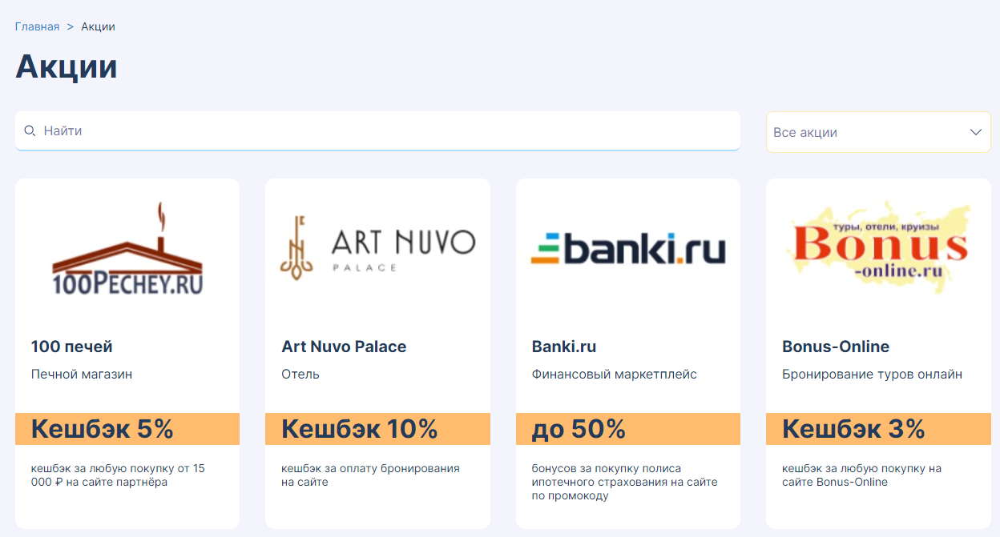 Главная > Акции
Акции
Найти
Все акции
100PECHEY.RU
ART NUVO
PALACE
banki.ru
туры, отели, круизы
Bonus
-online.ru
100 печей
Печной магазин
Кешбэк 5%
кешбэк за любую покупку от 15
000 ₽ на сайте партнёра
Art Nuvo Palace
Отель
Кешбэк 10%
кешбэк за оплату бронирования
на сайте
Banki.ru
Финансовый маркетплейс
до 50%
бонусов за покупку полиса
ипотечного страхования на сайте
по промокоду
Bonus-Online
Бронирование туров онлайн
Кешбэк 3%
кешбэк за любую покупку на
сайте Bonus-Online